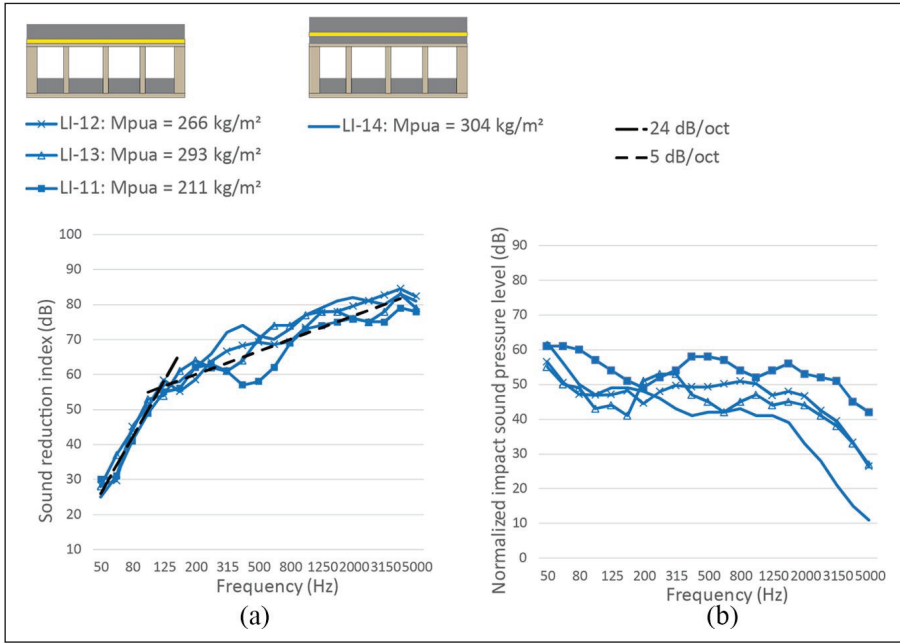 LI-12: Mpua = 266 kg/m²
LI-14: Mpua = 304 kg/m²
24 dB/oct
LI-13: Mpua = 293 kg/m²
5 dB/oct
LI-11: Mpua = 211 kg/m²
Sound reduction index (dB)
100
90
80
70
60
50
40
30
20
10
50 80 125 200 315 500 800 1250 2000 3150 5000
Frequency (Hz)
(a)
Normalized impact sound pressure level (dB)
90
80
70
60
50
40
30
20
10
0
50 80 125 200 315 500 800 1250 2000 3150 5000
Frequency (Hz)
(b)